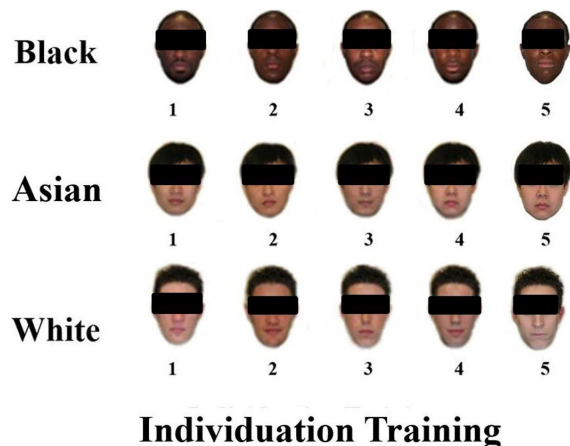 Black
1 2 3 4 5
Asian
1 2 3 4 5
White
1 2 3 4 5
Individuation Training